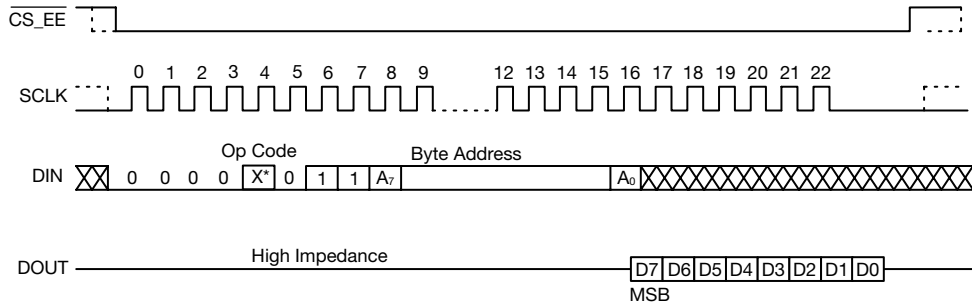 CS_EE
0 1 2 3 4 5 6 7 8 9 12 13 14 15 16 17 18 19 20 21 22
SCLK
Op Code Byte Address
DIN 0 0 0 0 X* 0 1 1 A7 A0
High Impedance
DOUT D7 D6 D5 D4 D3 D2 D1 D0
MSB